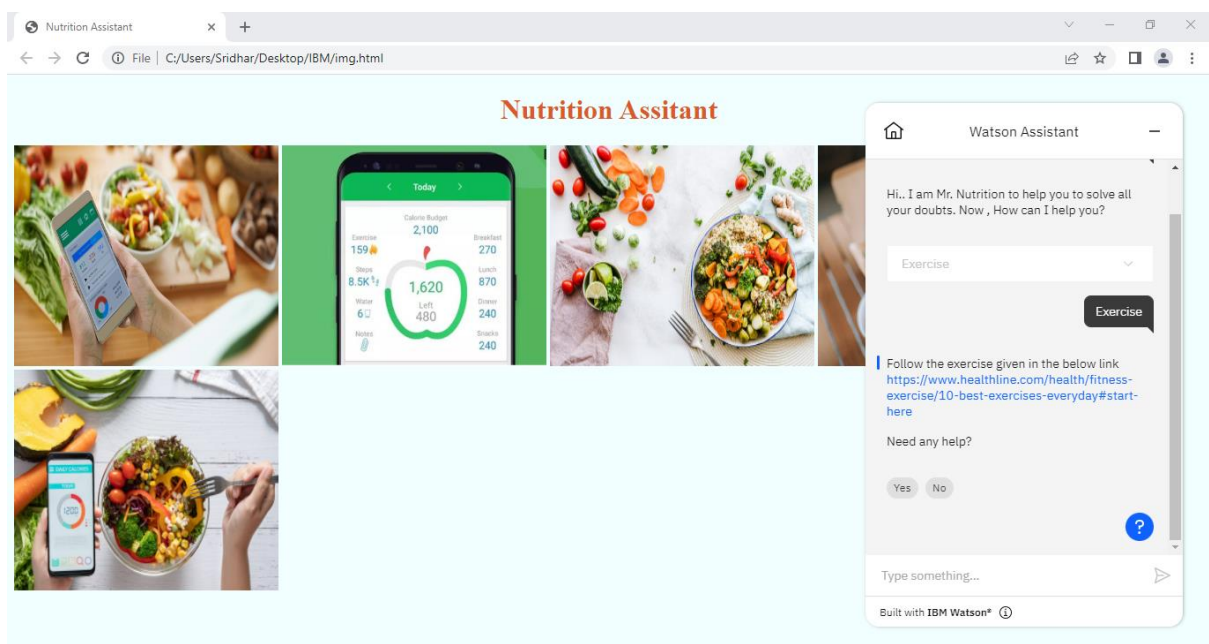 Nutrition Assistant
File | C:/Users/Sridhar/Desktop/IBM/img.html
Nutrition Assitant
Today
Calorie Budget
2,100
Exercise
159
Steps
8.5K
Water
6
Notes
1,620
Left
480
Breakfast
270
Lunch
870
Dinner
240
Snacks
240
DAILY CALORIES
1200
Watson Assistant
Hi.. I am Mr. Nutrition to help you to solve all
your doubts. Now , How can I help you?
Exercise
Exercise
Follow the exercise given in the below link
https://www.healthline.com/health/fitness-
exercise/10-best-exercises-everyday#start-
here
Need any help?
Yes No
?
Type something...
Built with IBM Watson®